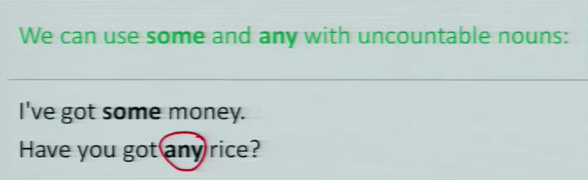 We can use some and any with uncountable nouns:
I've got some money.
Have you got any rice?